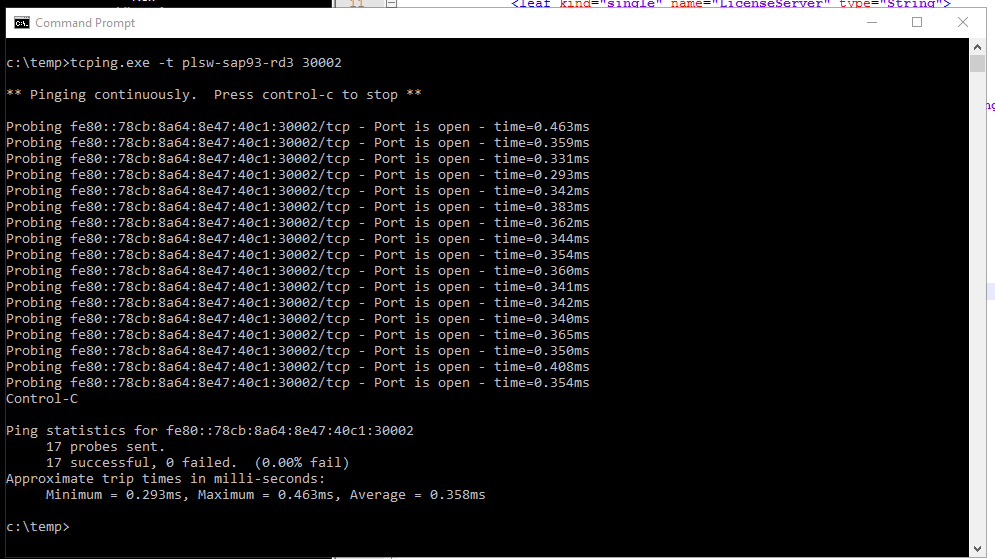 11 <leaf kind="single" name="LicenseServer" type="String">
Command Prompt
c:\temp>tcping.exe -t plsw-sap93-rd3 30002
** Pinging continuously.  Press control-c to stop **
Probing fe80::78cb:8a64:8e47:40c1:30002/tcp - Port is open - time=0.463ms
Probing fe80::78cb:8a64:8e47:40c1:30002/tcp - Port is open - time=0.359ms
Probing fe80::78cb:8a64:8e47:40c1:30002/tcp - Port is open - time=0.331ms
Probing fe80::78cb:8a64:8e47:40c1:30002/tcp - Port is open - time=0.293ms
Probing fe80::78cb:8a64:8e47:40c1:30002/tcp - Port is open - time=0.342ms
Probing fe80::78cb:8a64:8e47:40c1:30002/tcp - Port is open - time=0.383ms
Probing fe80::78cb:8a64:8e47:40c1:30002/tcp - Port is open - time=0.362ms
Probing fe80::78cb:8a64:8e47:40c1:30002/tcp - Port is open - time=0.344ms
Probing fe80::78cb:8a64:8e47:40c1:30002/tcp - Port is open - time=0.354ms
Probing fe80::78cb:8a64:8e47:40c1:30002/tcp - Port is open - time=0.360ms
Probing fe80::78cb:8a64:8e47:40c1:30002/tcp - Port is open - time=0.341ms
Probing fe80::78cb:8a64:8e47:40c1:30002/tcp - Port is open - time=0.342ms
Probing fe80::78cb:8a64:8e47:40c1:30002/tcp - Port is open - time=0.340ms
Probing fe80::78cb:8a64:8e47:40c1:30002/tcp - Port is open - time=0.365ms
Probing fe80::78cb:8a64:8e47:40c1:30002/tcp - Port is open - time=0.350ms
Probing fe80::78cb:8a64:8e47:40c1:30002/tcp - Port is open - time=0.408ms
Probing fe80::78cb:8a64:8e47:40c1:30002/tcp - Port is open - time=0.354ms
Control-C
Ping statistics for fe80::78cb:8a64:8e47:40c1:30002
     17 probes sent.
     17 successful, 0 failed.  (0.00% fail)
Approximate trip times in milli-seconds:
     Minimum = 0.293ms, Maximum = 0.463ms, Average = 0.358ms
c:\temp>